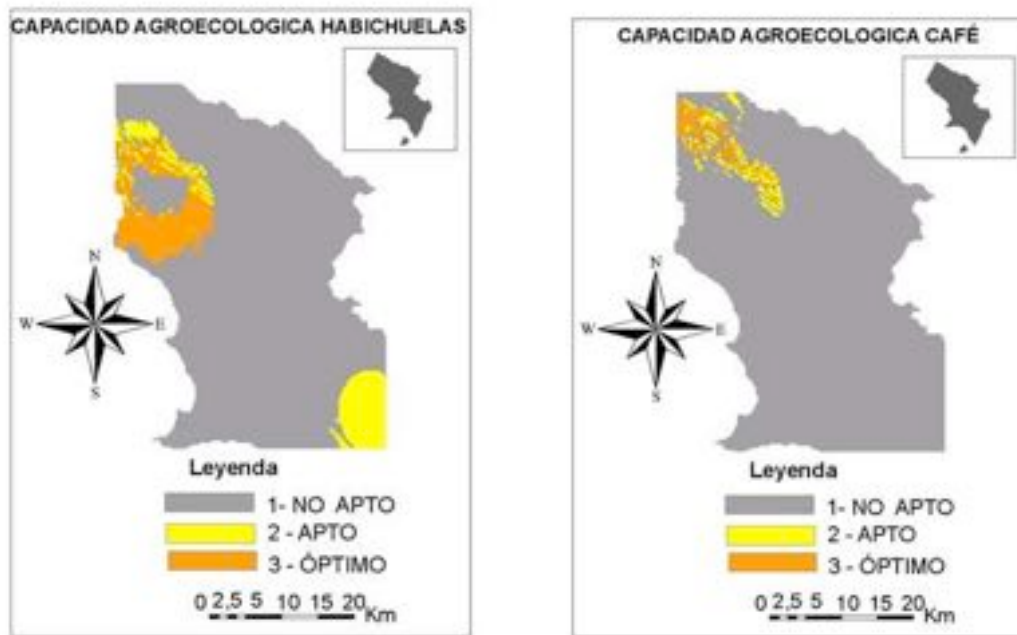 CAPACIDAD AGROECOLOGICA HABICHUELAS
N
W
E
S
Leyenda
1- NO APTO
2 - APTO
3 - ÓPTIMO
0 2,5 5 10 15 20
Km
CAPACIDAD AGROECOLOGICA CAFÉ
N
W
E
S
Leyenda
1- NO APTO
2 - APTO
3 - ÓPTIMO
0 2,5 5 10 15 20
Km